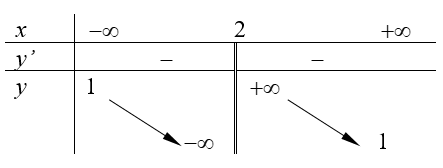 x −∞ 2 +∞
y’ − −
y 1 +∞
−∞ 1